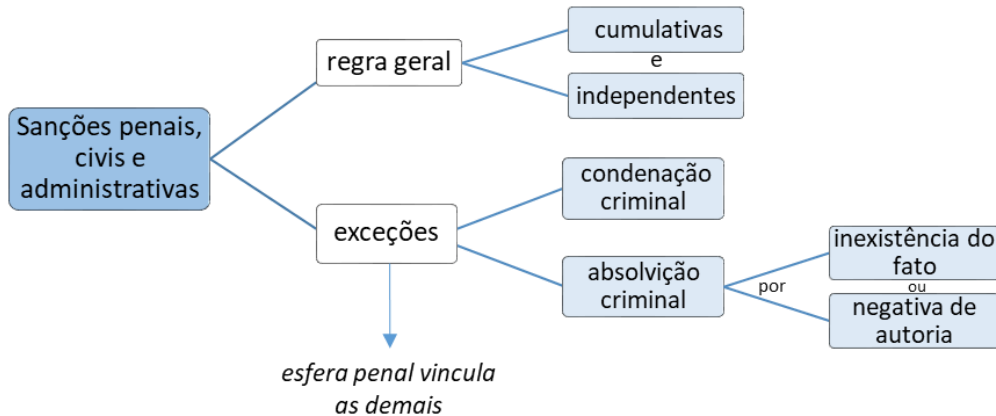 Sanções penais,
civis e
administrativas
regra geral
cumulativas
e
independentes
exceções
condenação
criminal
absolvição
criminal
por
inexistência do
fato
ou
negativa de
autoria
esfera penal vincula
as demais